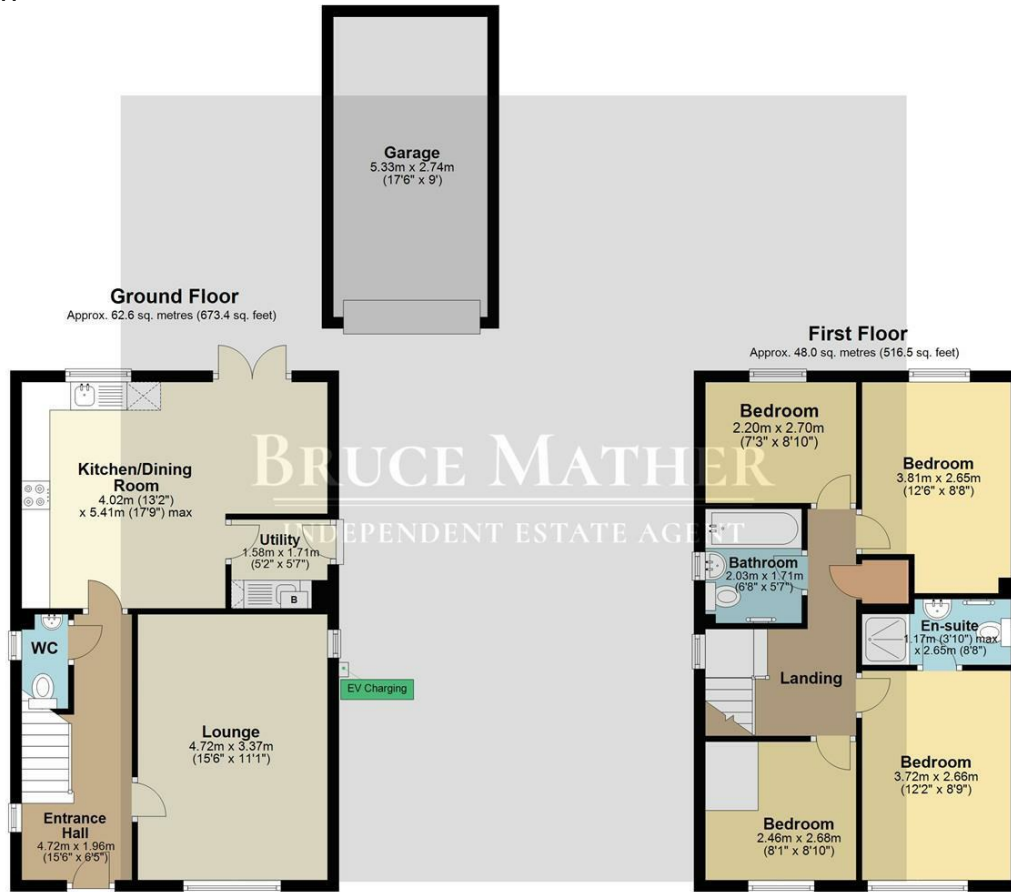 Garage
5.33m x 2.74m
(17'6" x 9')
Ground Floor
Approx. 62.6 sq. metres (673.4 sq. feet)
Kitchen/Dining
Room
4.02m (13'2")
x 5.41m (17'9") max
Utility
1.58m x 1.71m
(5'2" x 5'7")
B
WC
EV Charging
Lounge
4.72m x 3.37m
(15'6" x 11'1")
Entrance
Hall
4.72m x 1.96m
(15'6" x 6'5")
First Floor
Approx. 48.0 sq. metres (516.5 sq. feet)
Bedroom
2.20m x 2.70m
(7'3" x 8'10")
Bedroom
3.81m x 2.65m
(12'6" x 8'8")
Bathroom
2.03m x 1.71m
(6'8" x 5'7")
En-suite
1.17m (3'10") max
x 2.65m (8'8")
Landing
Bedroom
3.72m x 2.66m
(12'2" x 8'9")
Bedroom
2.46m x 2.68m
(8'1" x 8'10")
BRUCE MATHER
INDEPENDENT ESTATE AGENT